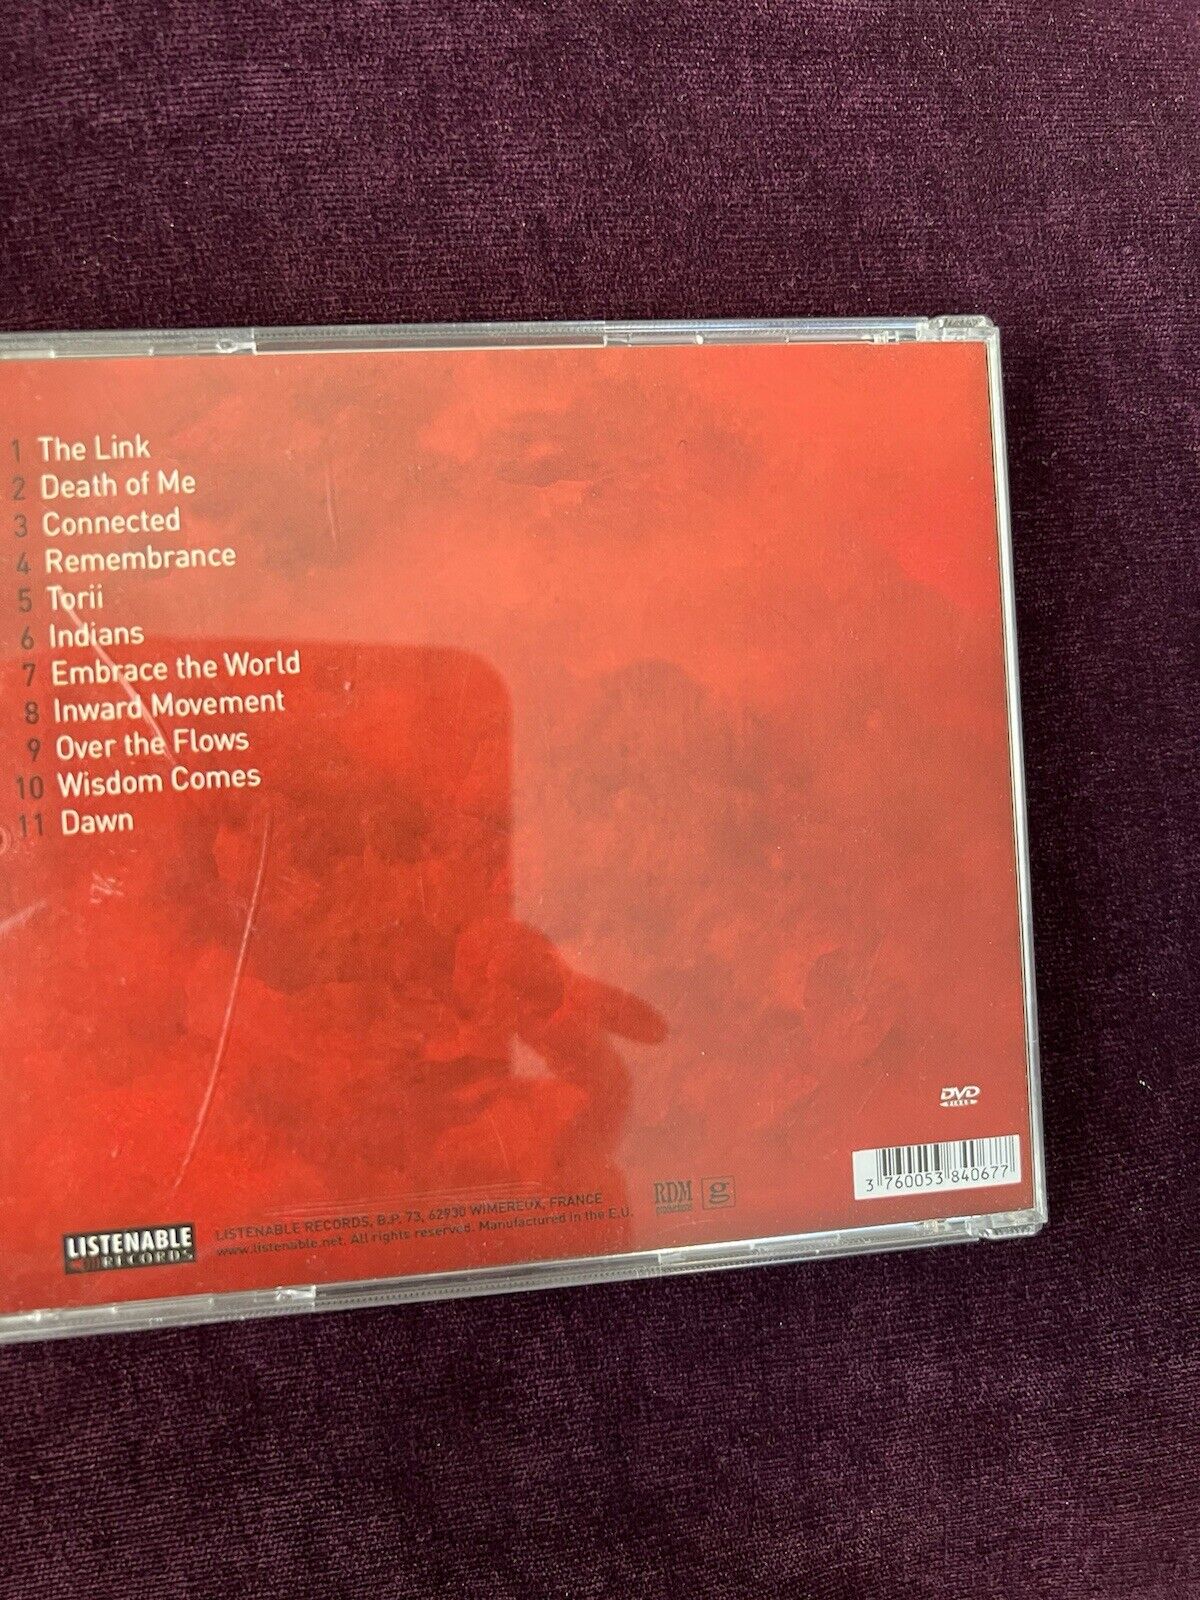 1 The Link
2 Death of Me
3 Connected
4 Remembrance
5 Torii
6 Indians
7 Embrace the World
8 Inward Movement
9 Over the Flows
10 Wisdom Comes
11 Dawn
DVD
VIDEO
3 760053 840677
RDM
g
LISTENABLE
RECORDS
LISTENABLE RECORDS, B.P. 73, 62930 WIMEREUX, FRANCE
www.listenable.net. All rights reserved. Manufactured in the E.U.